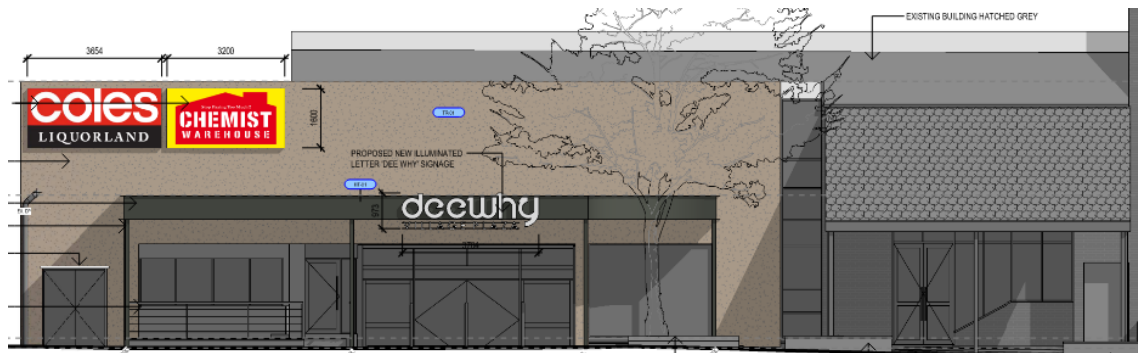 EXISTING BUILDING HATCHED GREY
3654
3200
coles
LIQUORLAND
CHEMIST
WAREHOUSE
1600
PROPOSED NEW ILLUMINATED
LETTER 'DEE WHY' SIGNAGE
973
deewhy